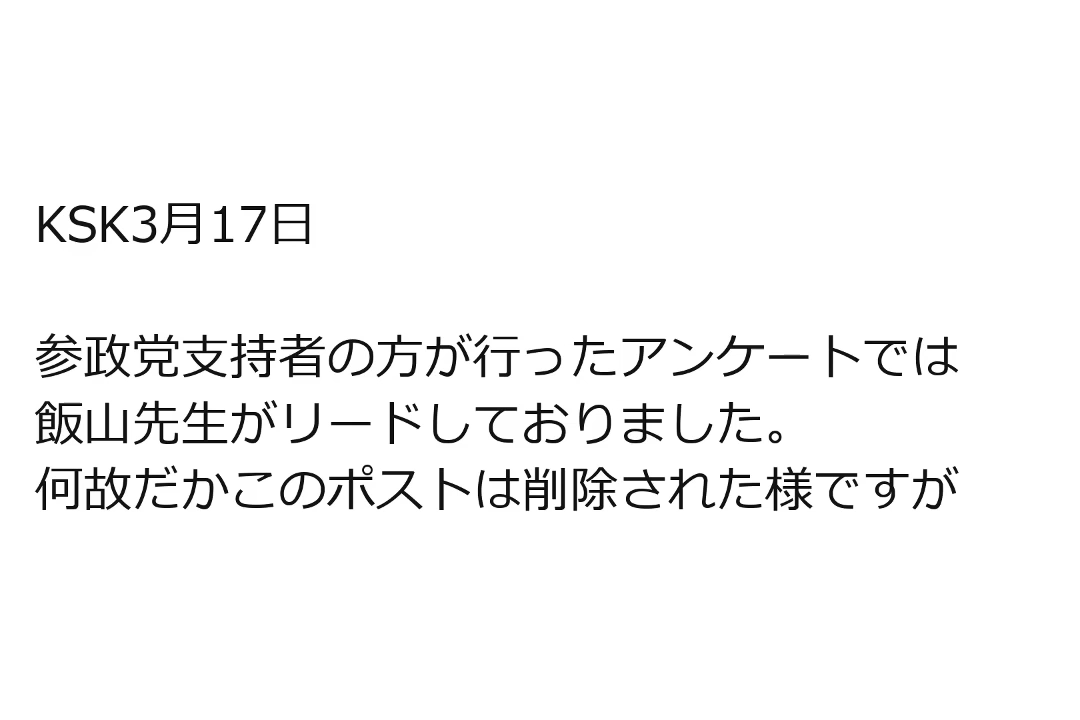 KSK3月17日
参政党支持者の方が行ったアンケートでは
飯山先生がリードしておりました。
何故だかこのポストは削除された様ですが